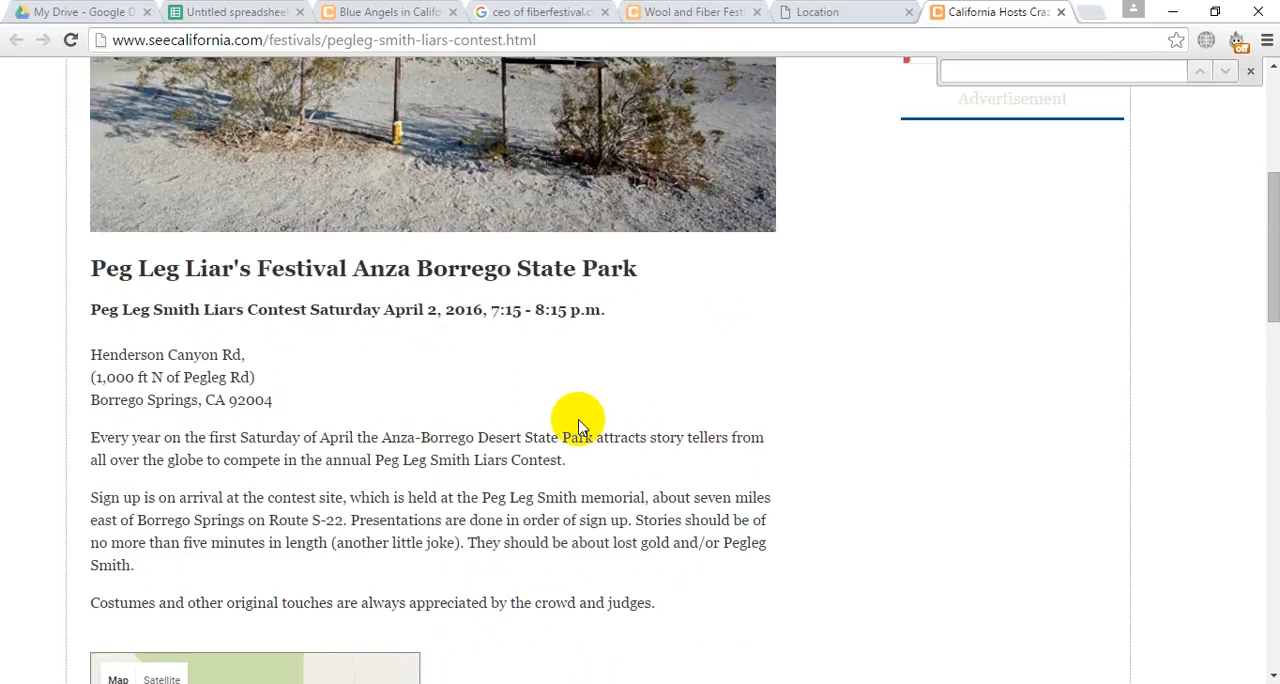 My Drive - Google D
Untitled spreadshee
Blue Angels in Califo
ceo of fiberfestival.c
Wool and Fiber Fest
Location
California Hosts Cra
www.seecalifornia.com/festivals/pegleg-smith-liars-contest.html
off
Advertisement
Peg Leg Liar's Festival Anza Borrego State Park
Peg Leg Smith Liars Contest Saturday April 2, 2016, 7:15 - 8:15 p.m.
Henderson Canyon Rd,
(1,000 ft N of Pegleg Rd)
Borrego Springs, CA 92004
Every year on the first Saturday of April the Anza-Borrego Desert State Park attracts story tellers from
all over the globe to compete in the annual Peg Leg Smith Liars Contest.
Sign up is on arrival at the contest site, which is held at the Peg Leg Smith memorial, about seven miles
east of Borrego Springs on Route S-22. Presentations are done in order of sign up. Stories should be of
no more than five minutes in length (another little joke). They should be about lost gold and/or Pegleg
Smith.
Costumes and other original touches are always appreciated by the crowd and judges.
Map Satellite